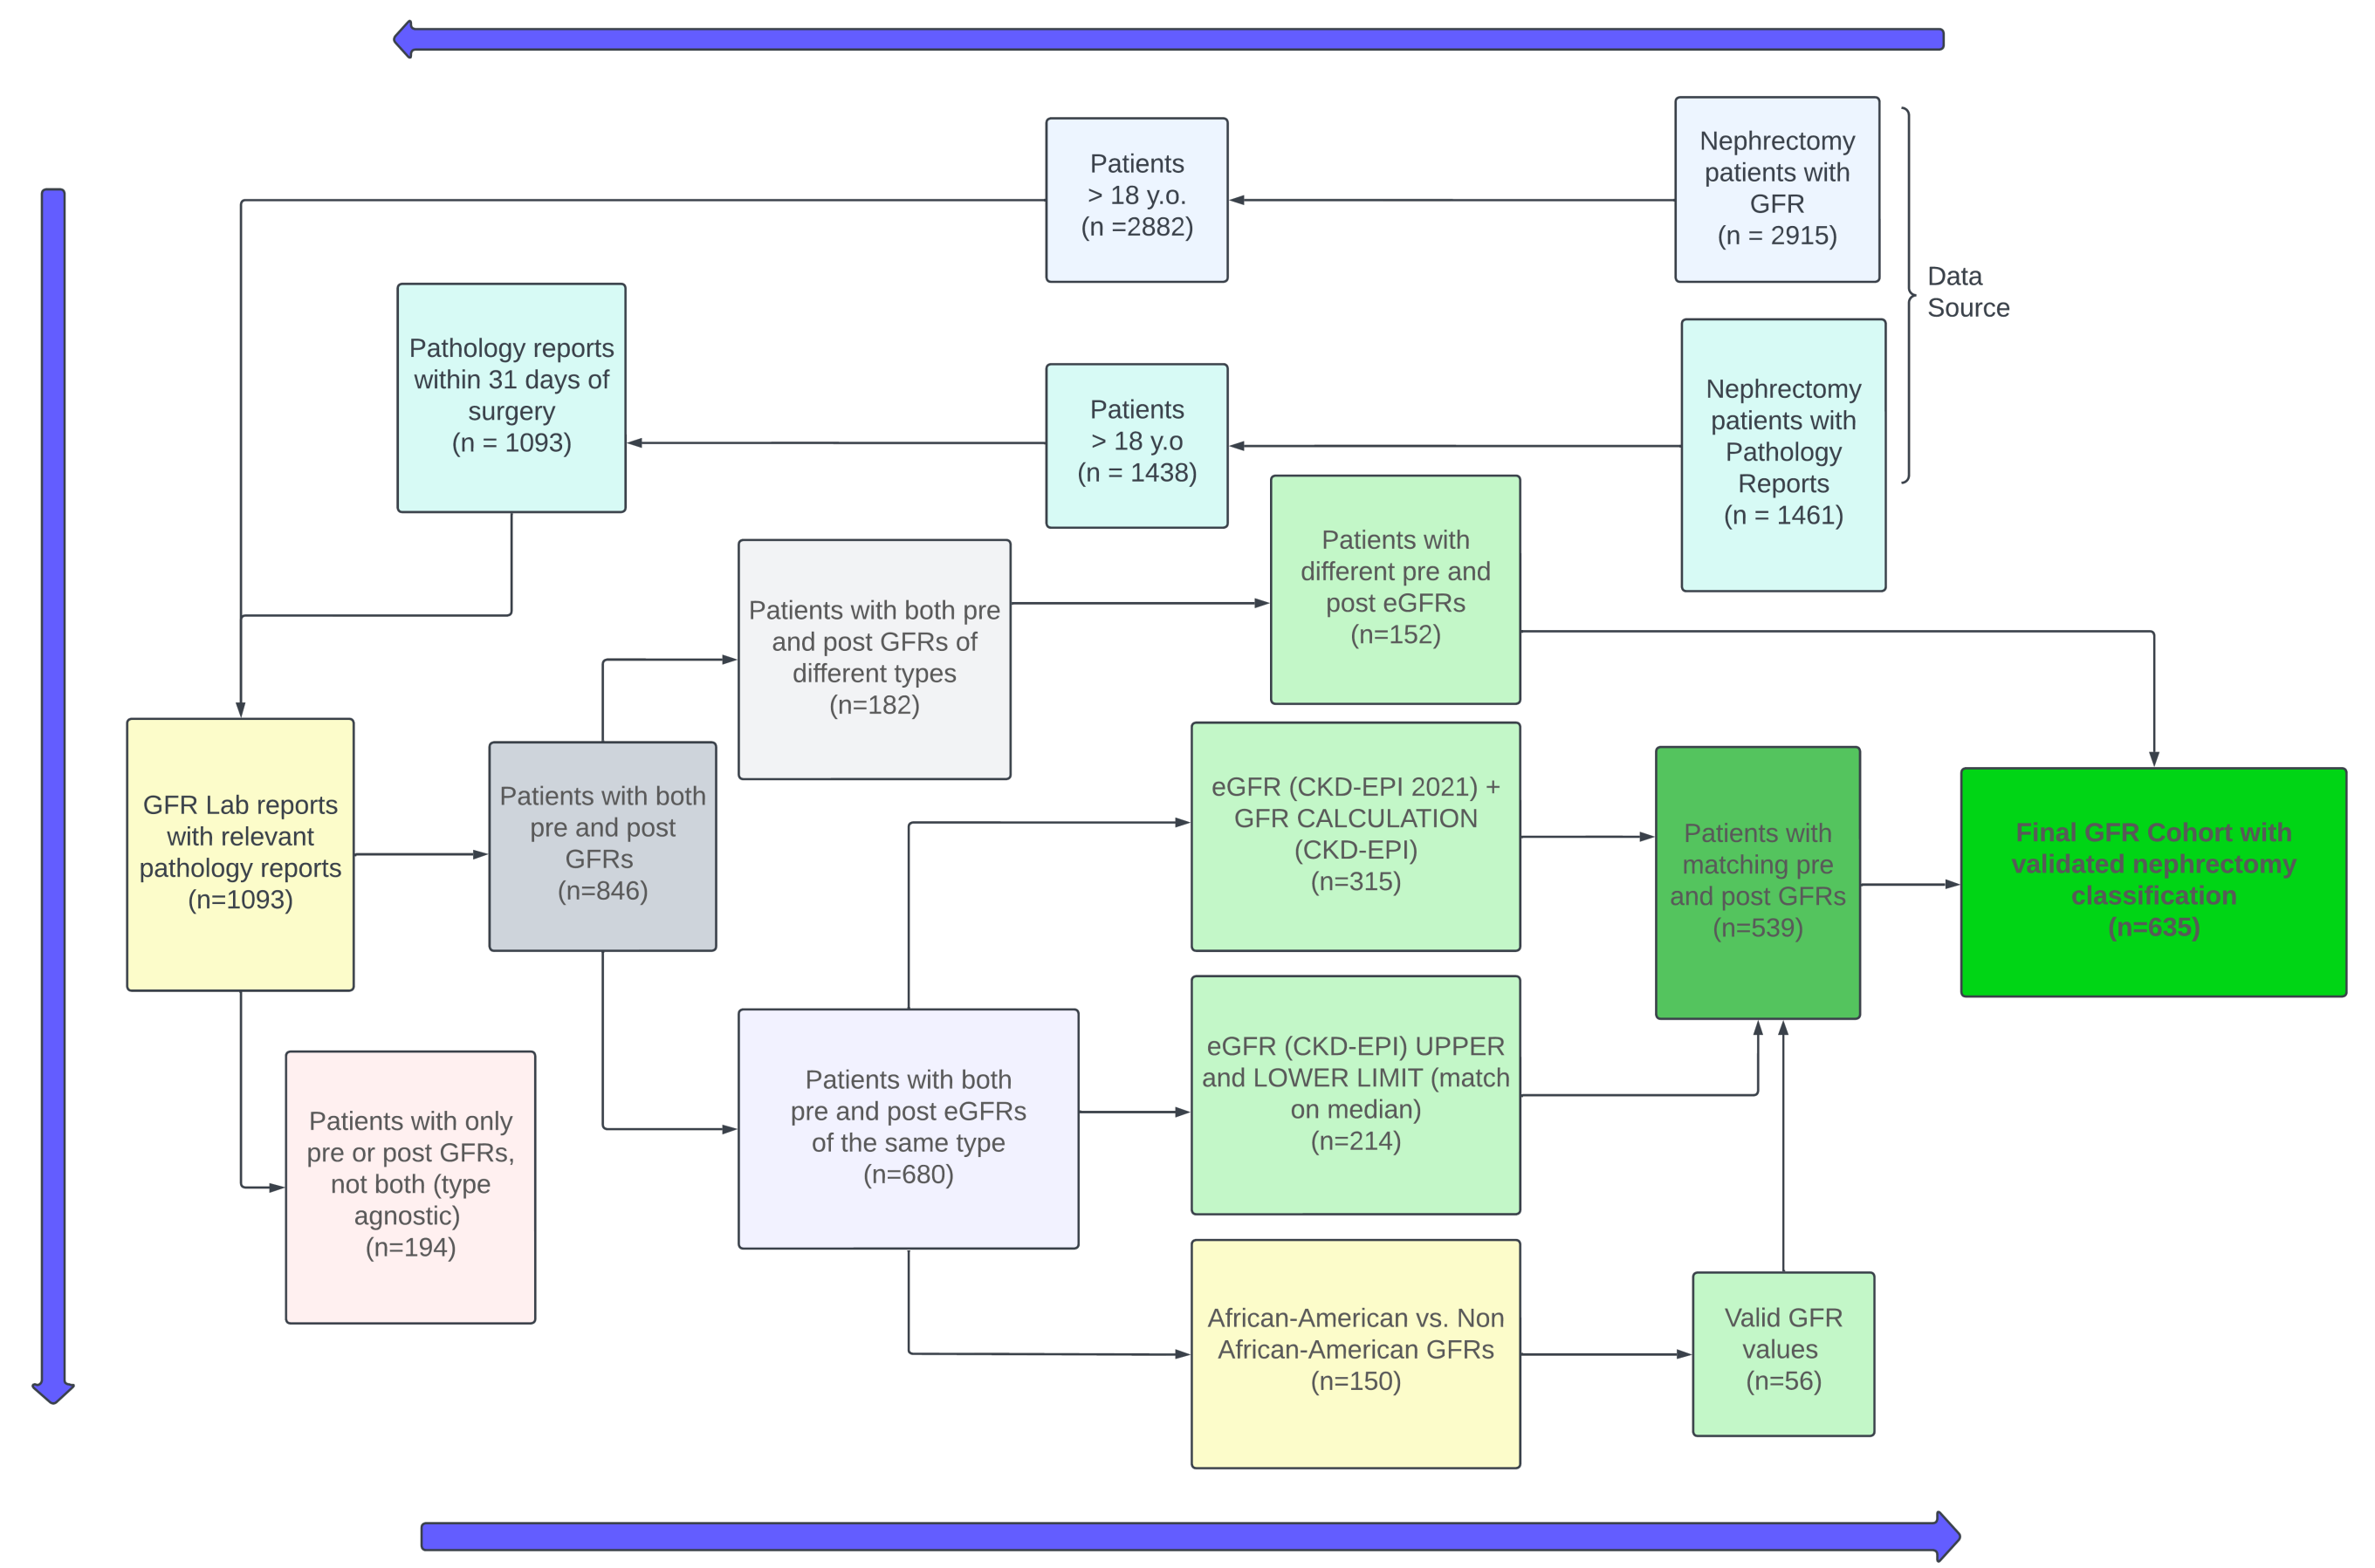 Nephrectomy
patients with
GFR
(n = 2915)
Patients
> 18 y.o.
(n =2882)
Data
Source
Nephrectomy
patients with
Pathology
Reports
(n = 1461)
Patients
> 18 y.o
(n = 1438)
Pathology reports
within 31 days of
surgery
(n = 1093)
GFR Lab reports
with relevant
pathology reports
(n=1093)
Patients with only
pre or post GFRs,
not both (type
agnostic)
(n=194)
Patients with both
pre and post
GFRs
(n=846)
Patients with both pre
and post GFRs of
different types
(n=182)
Patients with
different pre and
post eGFRs
(n=152)
Patients with both
pre and post eGFRs
of the same type
(n=680)
eGFR (CKD-EPI 2021) +
GFR CALCULATION
(CKD-EPI)
(n=315)
eGFR (CKD-EPI) UPPER
and LOWER LIMIT (match
on median)
(n=214)
African-American vs. Non
African-American GFRs
(n=150)
Valid GFR
values
(n=56)
Patients with
matching pre
and post GFRs
(n=539)
Final GFR Cohort with
validated nephrectomy
classification
(n=635)